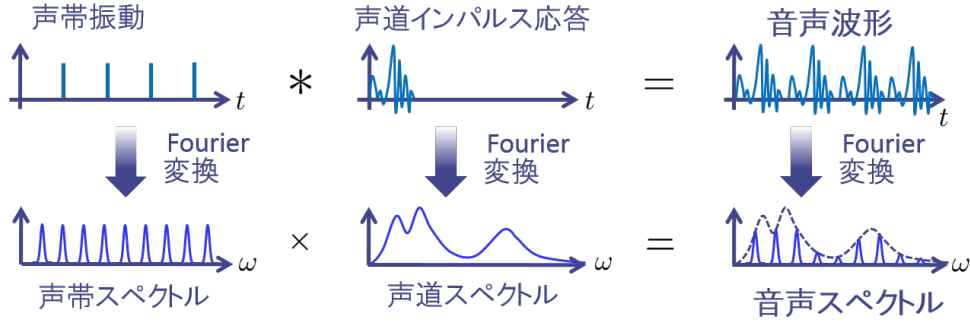 声帯振動
声道インパルス応答
音声波形
t
*
t
=
t
Fourier
変換
Fourier
変換
Fourier
変換
ω
×
ω
=
ω
声帯スペクトル
声道スペクトル
音声スペクトル